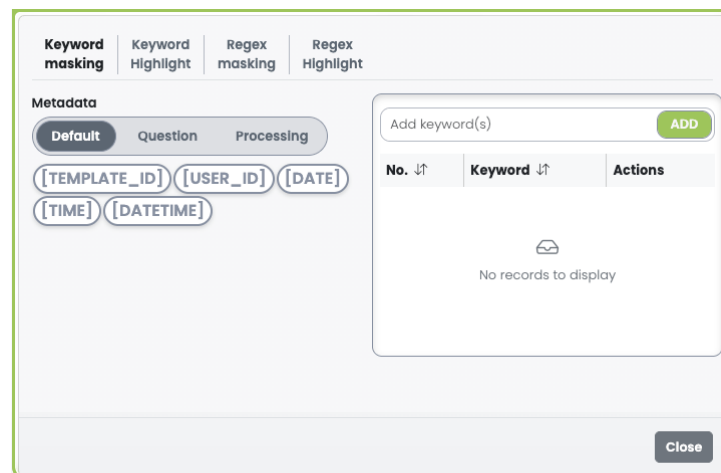 Keyword masking
Keyword Highlight
Regex masking
Regex Highlight
Metadata
Default Question Processing
[TEMPLATE_ID] [USER_ID] [DATE]
[TIME] [DATETIME]
Add keyword(s) ADD
No. Keyword Actions
No records to display
Close